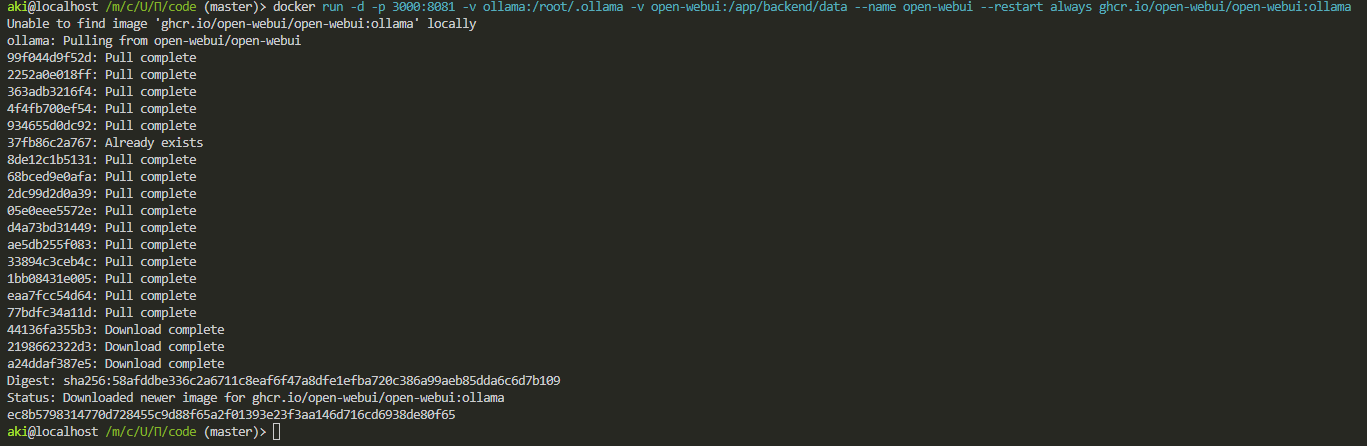 aki@localhost /m/c/U/П/code (master)> docker run -d -p 3000:8081 -v ollama:/root/.ollama -v open-webui:/app/backend/data --name open-webui --restart always ghcr.io/open-webui/open-webui:ollama
Unable to find image 'ghcr.io/open-webui/open-webui:ollama' locally
ollama: Pulling from open-webui/open-webui
99f044d9f52d: Pull complete
2252a0e018ff: Pull complete
363adb3216f4: Pull complete
4f4fb700ef54: Pull complete
934655d0dc92: Pull complete
37fb86c2a767: Already exists
8de12c1b5131: Pull complete
68bced9e0afa: Pull complete
2dc99d2d0a39: Pull complete
05e0eee5572e: Pull complete
d4a73bd31449: Pull complete
ae5db255f083: Pull complete
33894c3ceb4c: Pull complete
1bb08431e005: Pull complete
eaa7fcc54d64: Pull complete
77bdfc34a11d: Pull complete
44136fa355b3: Download complete
2198662322d3: Download complete
a24ddaf387e5: Download complete
Digest: sha256:58afddbe336c2a6711c8eaf6f47a8dfe1efba720c386a99aeb85dda6c6d7b109
Status: Downloaded newer image for ghcr.io/open-webui/open-webui:ollama
ec8b5798314770d728455c9d88f65a2f01393e23f3aa146d716cd6938de80f65
aki@localhost /m/c/U/П/code (master)>